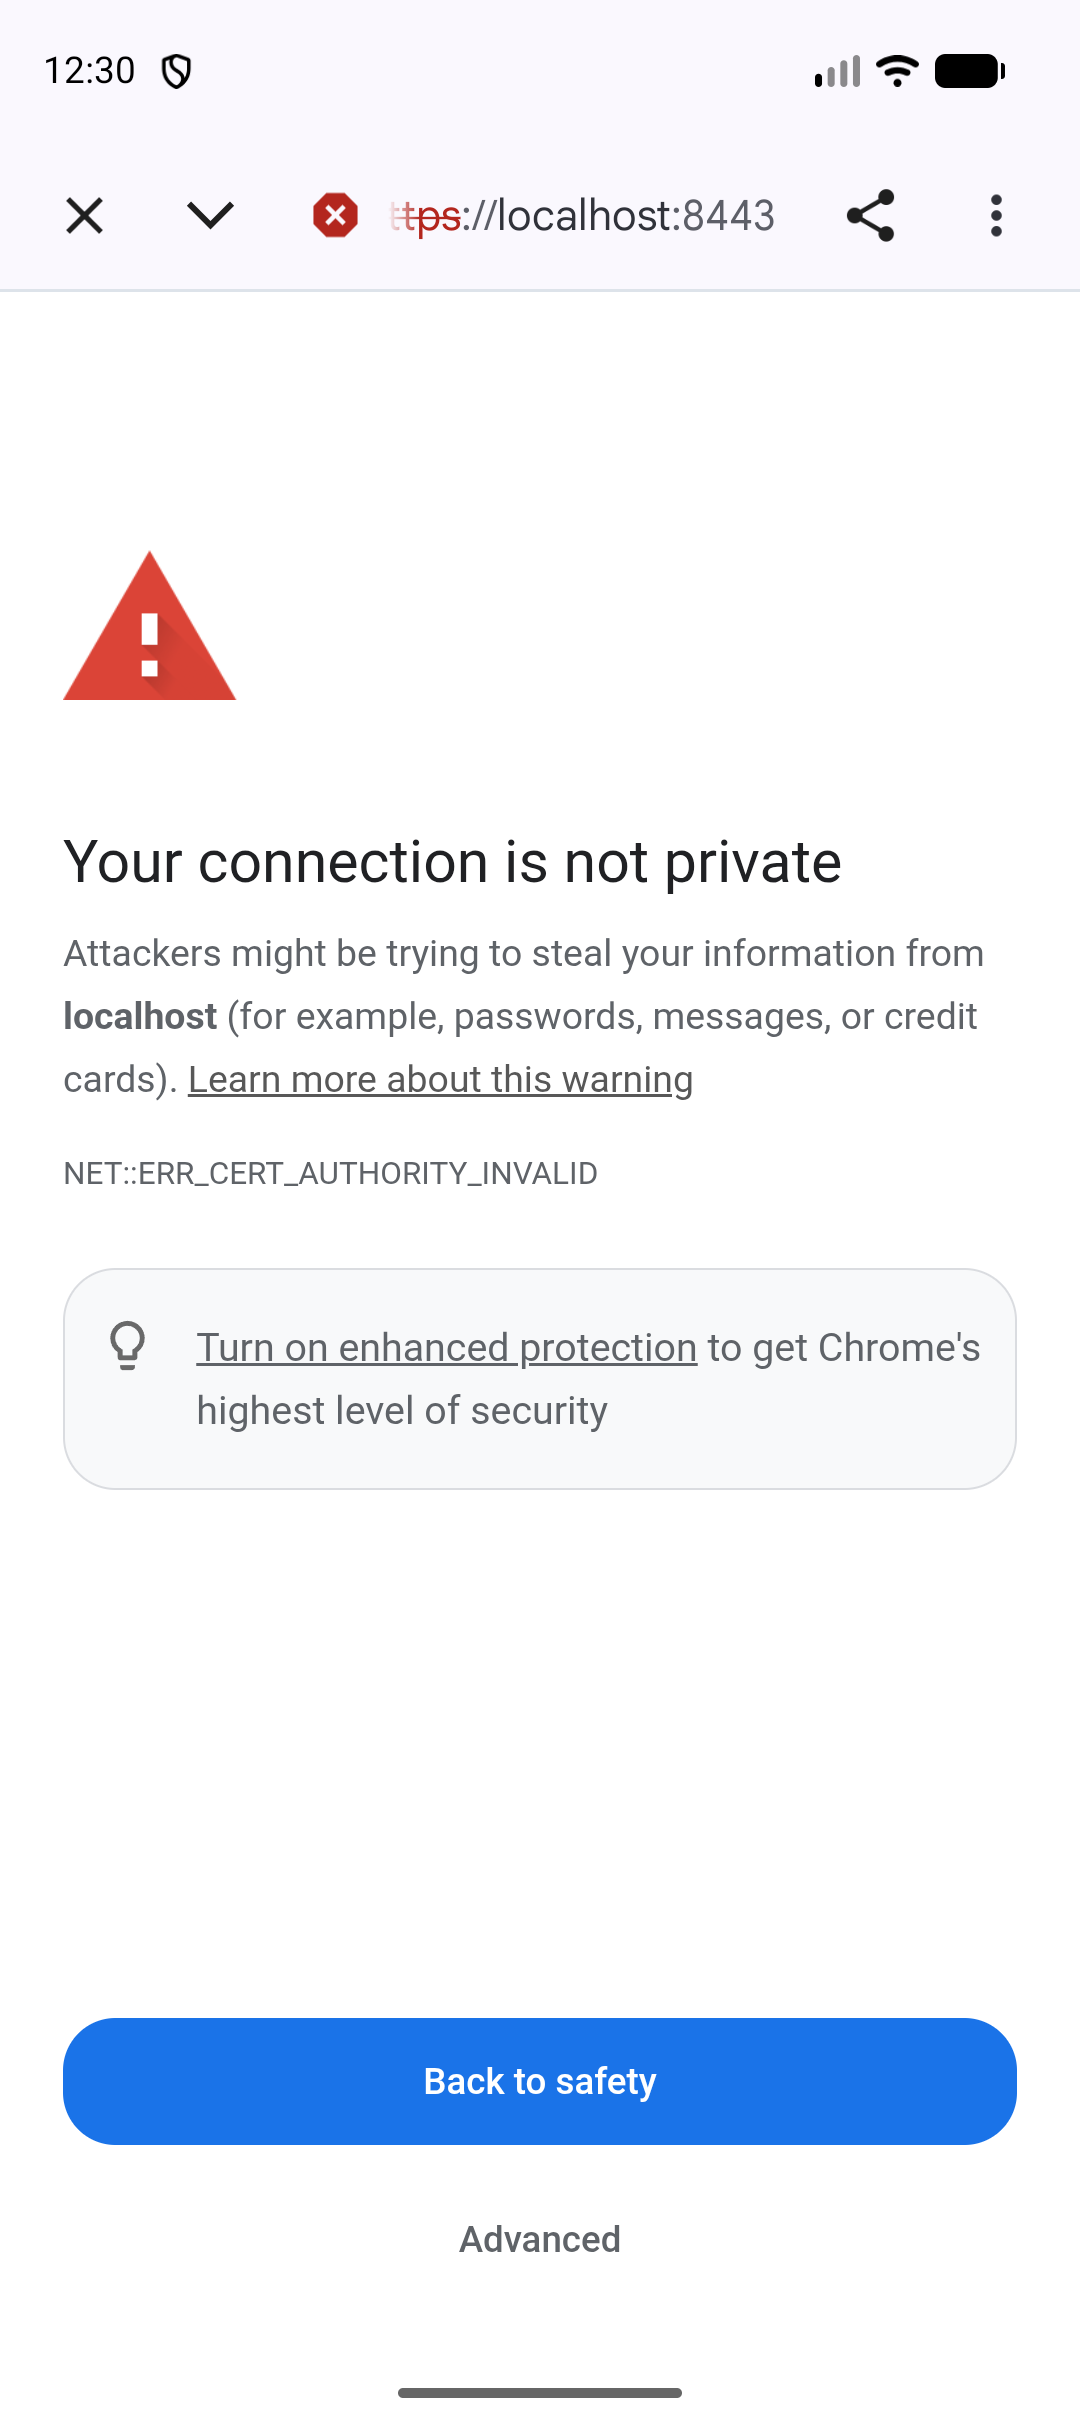 12:30
ttps://localhost:8443
Your connection is not private
Attackers might be trying to steal your information from
localhost (for example, passwords, messages, or credit
cards). Learn more about this warning
NET::ERR_CERT_AUTHORITY_INVALID
Turn on enhanced protection to get Chrome's
highest level of security
Back to safety
Advanced